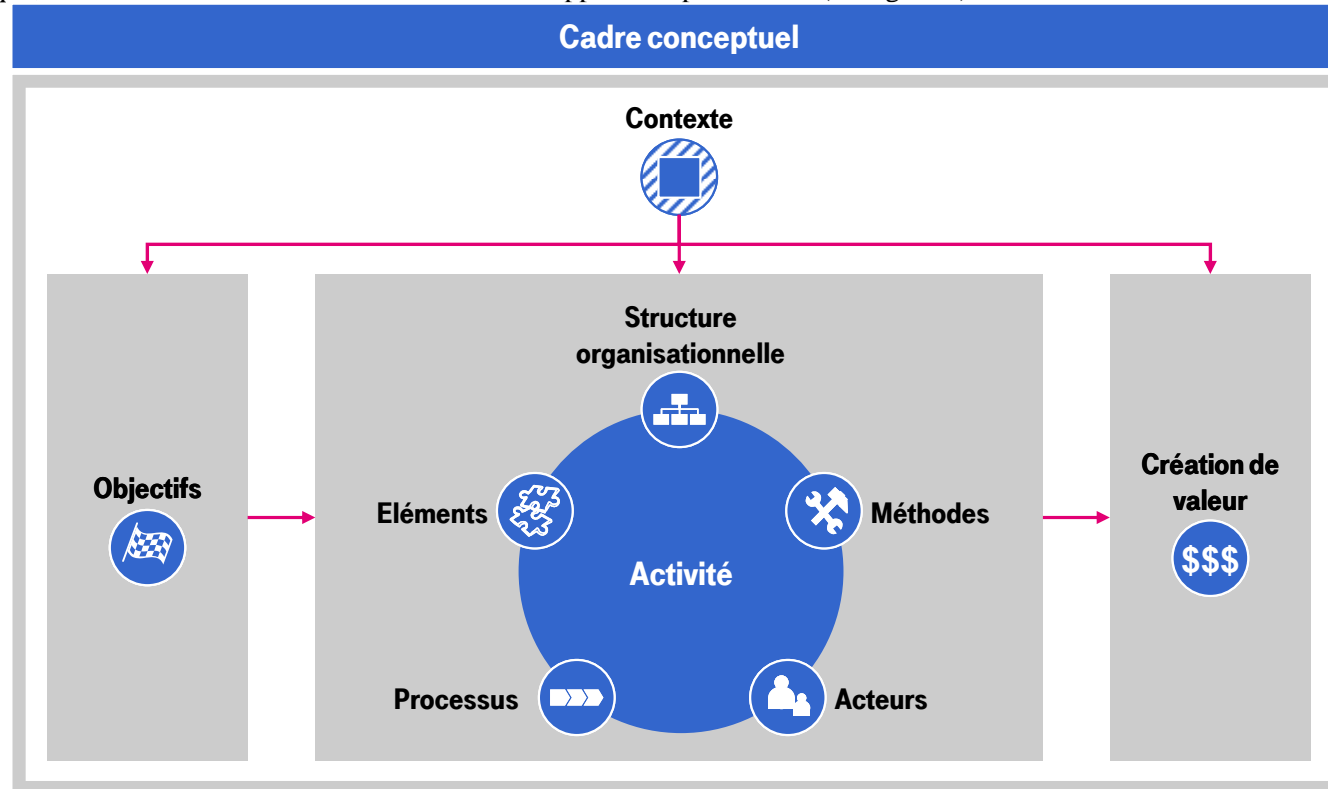 Cadre conceptuel
Contexte
Structure
organisationnelle
Objectifs
Eléments
Méthodes
Création de
valeur
$$$
Activité
Processus
Acteurs